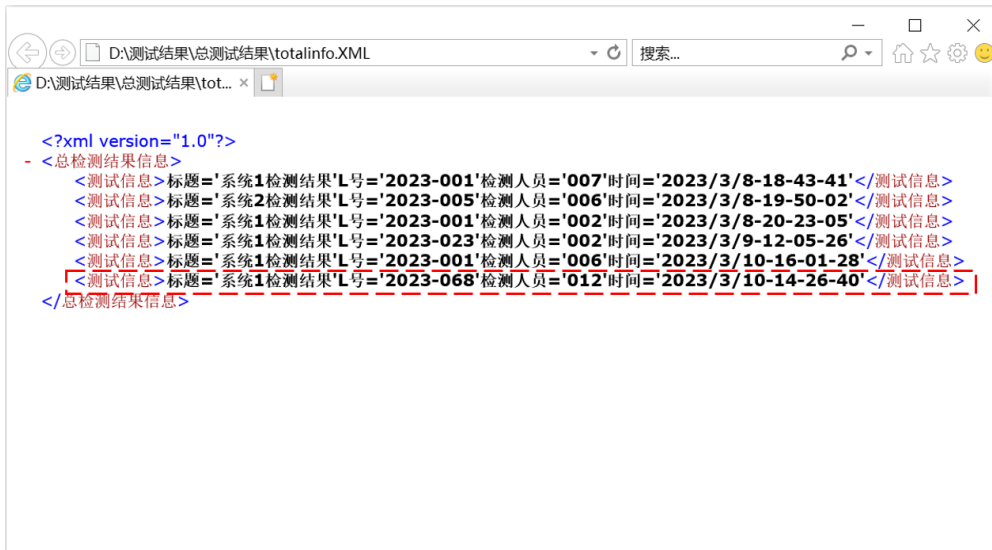 D:\测试结果\总测试结果\totalinfo.XML
搜索...
D:\测试结果\总测试结果\tot...
<?xml version="1.0"?>
- <总检测结果信息>
<测试信息>标题='系统1检测结果'L号='2023-001'检测人员='007'时间='2023/3/8-18-43-41'</测试信息>
<测试信息>标题='系统2检测结果'L号='2023-005'检测人员='006'时间='2023/3/8-19-50-02'</测试信息>
<测试信息>标题='系统1检测结果'L号='2023-001'检测人员='002'时间='2023/3/8-20-23-05'</测试信息>
<测试信息>标题='系统1检测结果'L号='2023-023'检测人员='002'时间='2023/3/9-12-05-26'</测试信息>
<测试信息>标题='系统1检测结果'L号='2023-001'检测人员='006'时间='2023/3/10-16-01-28'</测试信息>
<测试信息>标题='系统1检测结果'L号='2023-068'检测人员='012'时间='2023/3/10-14-26-40'</测试信息>
</总检测结果信息>